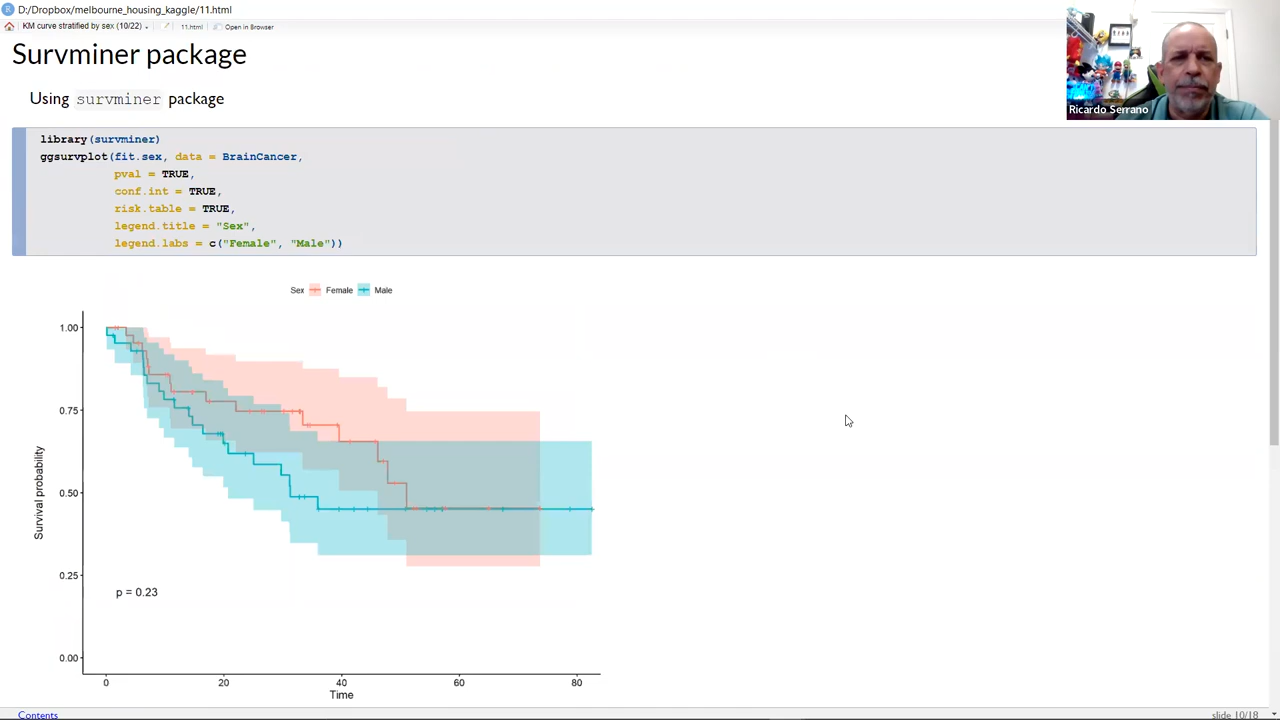 D:/Dropbox/melbourne_housing_kaggle/11.html
KM curve stratified by sex (10/22)
11.html
Open in Browser
Survminer package
Using survminer package
Ricardo Serrano
library(survminer)
ggsurvplot(fit.sex, data = BrainCancer,
pval = TRUE,
conf.int = TRUE,
risk.table = TRUE,
legend.title = "Sex",
legend.labs = c("Female", "Male"))
Sex Female Male
1.00
0.75
0.50
0.25
0.00
Survival probability
p = 0.23
0 20 40 60 80
Time
Contents
slide 10/18